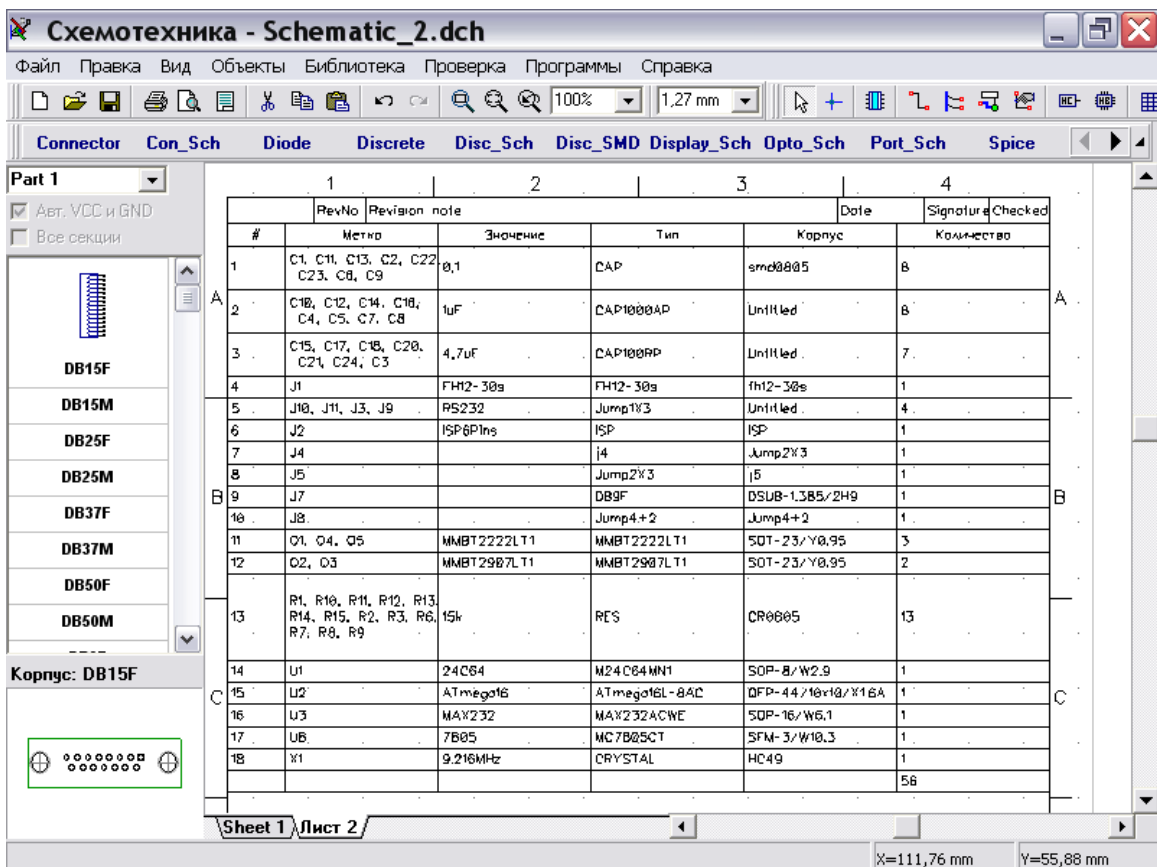 Схемотехника - Schematic_2.dch
Файл Правка Вид Объекты Библиотека Проверка Программы Справка
100% 1,27 mm
Connector Con_Sch Diode Discrete Disc_Sch Disc_SMD Display_Sch Opto_Sch Port_Sch Spice
Part 1
Авт. VCC и GND
Все секции
DB15F
DB15M
DB25F
DB25M
DB37F
DB37M
DB50F
DB50M
Корпус: DB15F
1 2 3 4
RevNo Revision note Date Signature Checked
# Метка Значение Тип Корпус Количество
1 C1, C11, C13, C2, C22, C23, C6, C9 0,1 CAP smd0805 8
A A
2 C10, C12, C14, C16, C4, C5, C7, C8 1uF CAP1000AP Untitled 8
3 C15, C17, C18, C20, C21, C24, C3 4,7uF CAP100RP Untitled 7
4 J1 FH12-30s FH12-30s fh12-30s 1
5 J10, J11, J3, J9 RS232 Jump1X3 Untitled 4
6 J2 ISP6Pins ISP ISP 1
7 J4 j4 Jump2X3 1
8 J5 Jump2X3 j5 1
B 9 J7 DB9F DSUB-1.385/2H9 1 B
10 J8 Jump4+2 Jump4+2 1
11 Q1, Q4, Q5 MMBT2222LT1 MMBT2222LT1 SOT-23/Y0.95 3
12 Q2, Q3 MMBT2907LT1 MMBT2907LT1 SOT-23/Y0.95 2
13 R1, R10, R11, R12, R13, R14, R15, R2, R3, R6, R7, R8, R9 15k RES CR0805 13
14 U1 24C64 M24C64MN1 SOP-8/W2.9 1
C 15 U2 ATmega16 ATmega16L-8AC QFP-44/10x10/X16A 1 C
16 U3 MAX232 MAX232ACWE SOP-16/W6.1 1
17 7805 MC7805CT SFM-3/W10.3 1
18 X1 9.216MHz CRYSTAL HC49 1
56
Sheet 1 Лист 2
X=111,76 mm Y=55,88 mm